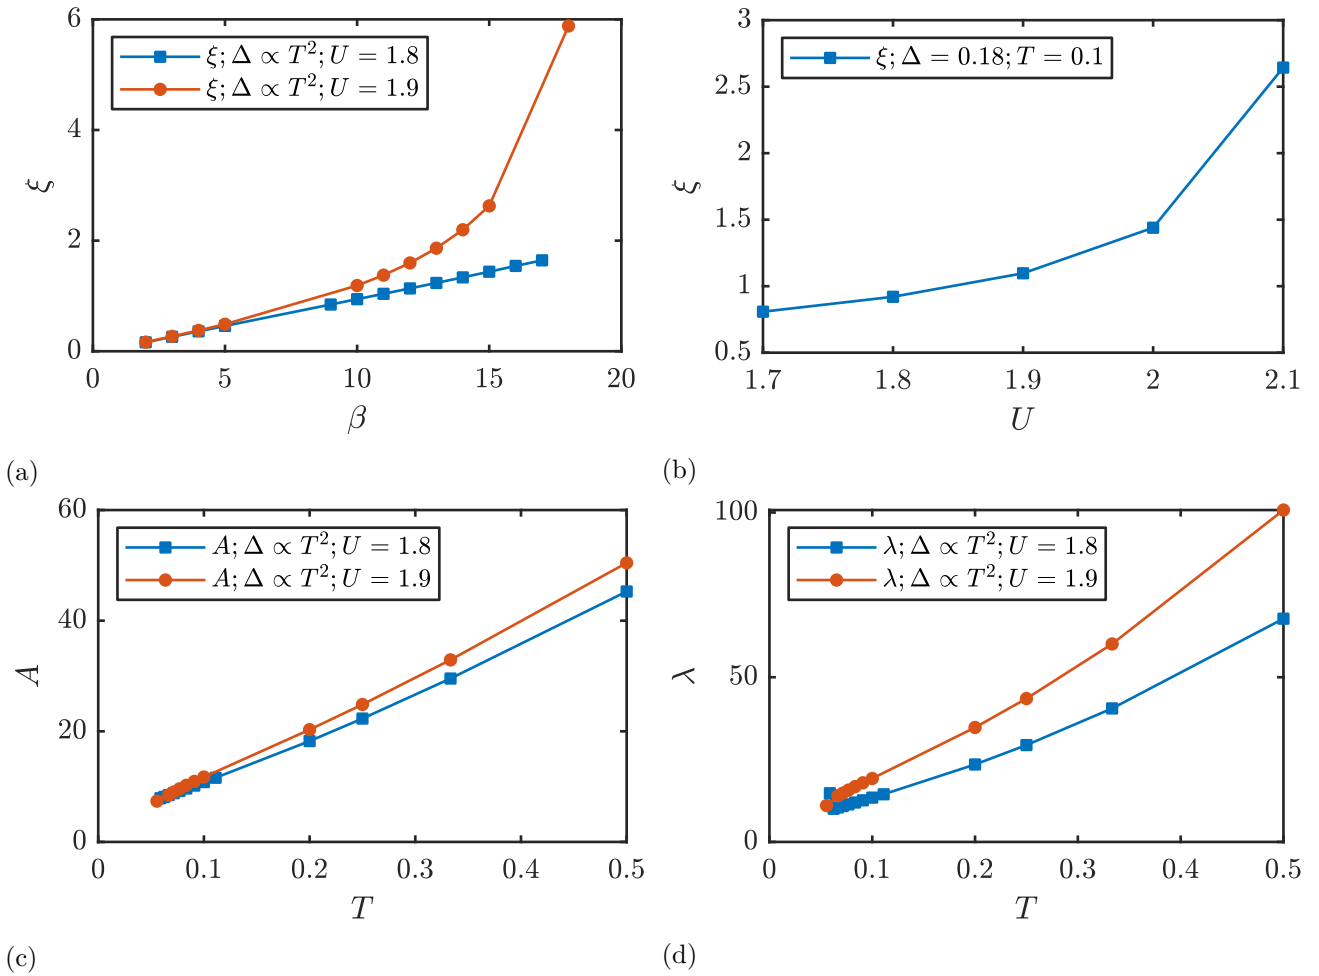 6
4
2
0
0 5 10 15 20
ξ
β
ξ; Δ ∝ T²; U = 1.8
ξ; Δ ∝ T²; U = 1.9
(a)
3
2.5
2
1.5
1
0.5
1.7 1.8 1.9 2 2.1
ξ
U
ξ; Δ = 0.18; T = 0.1
(b)
60
40
20
0
0 0.1 0.2 0.3 0.4 0.5
A
T
A; Δ ∝ T²; U = 1.8
A; Δ ∝ T²; U = 1.9
(c)
100
50
0
0 0.1 0.2 0.3 0.4 0.5
λ
T
λ; Δ ∝ T²; U = 1.8
λ; Δ ∝ T²; U = 1.9
(d)